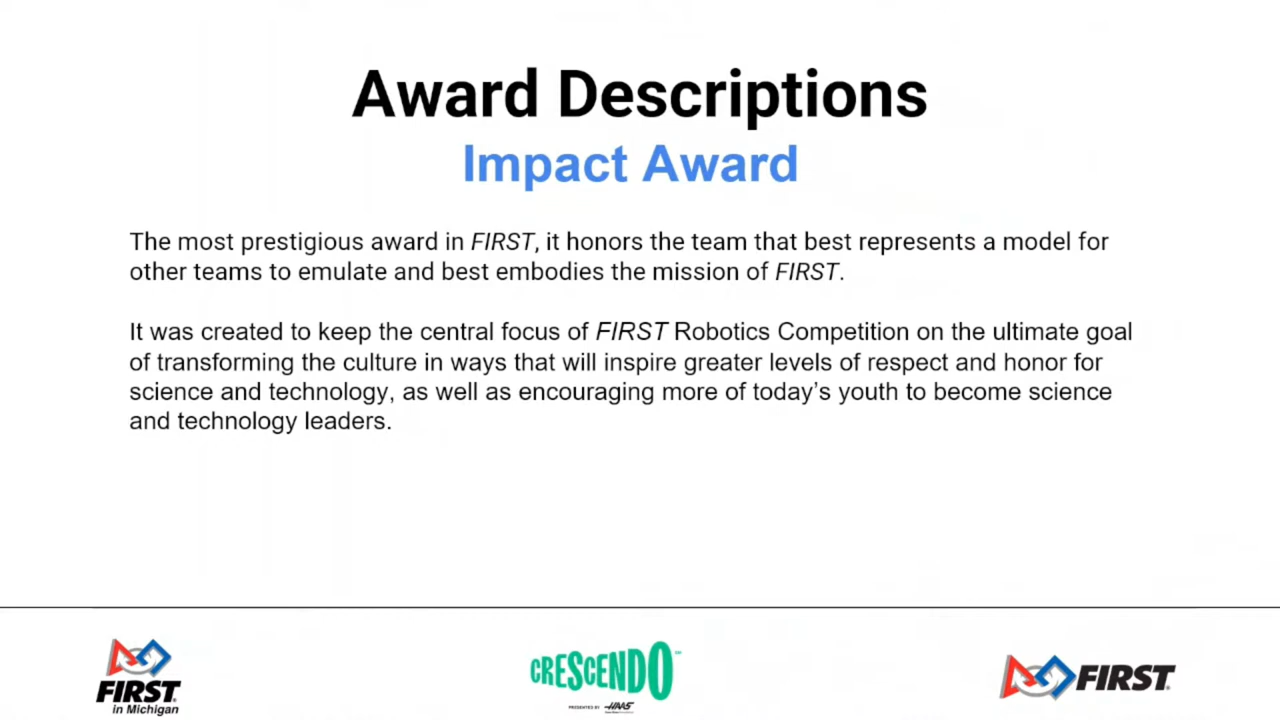 Award Descriptions
Impact Award
The most prestigious award in FIRST, it honors the team that best represents a model for
other teams to emulate and best embodies the mission of FIRST.
It was created to keep the central focus of FIRST Robotics Competition on the ultimate goal
of transforming the culture in ways that will inspire greater levels of respect and honor for
science and technology, as well as encouraging more of today’s youth to become science
and technology leaders.
FIRST®
in Michigan
CRESCENDO
PRESENTED BY HAAS
FIRST®